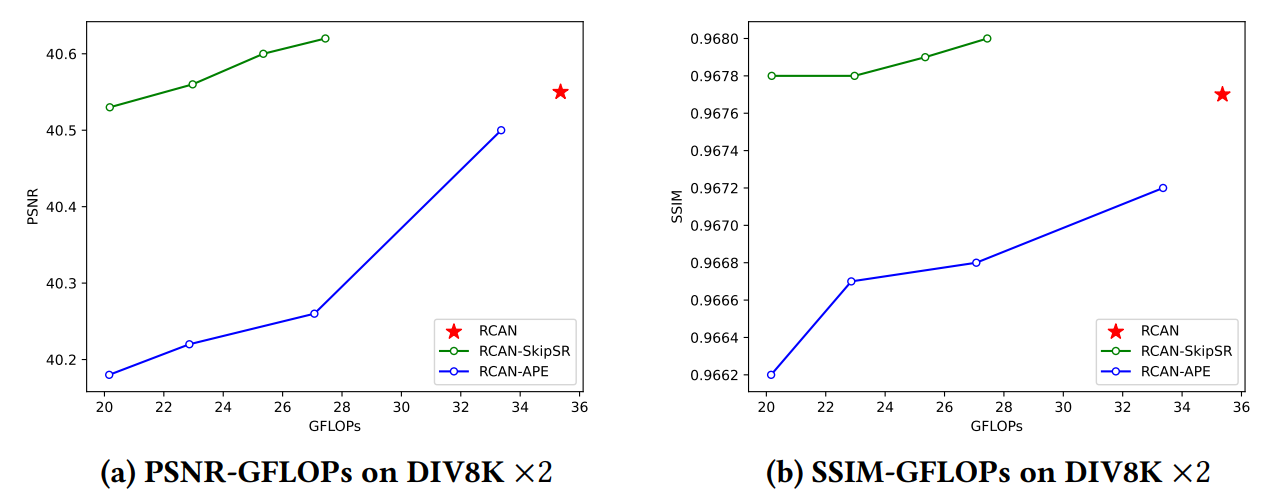 PSNR
40.6
40.5
40.4
40.3
40.2
20 22 24 26 28 30 32 34 36
GFLOPs
RCAN
RCAN-SkipSR
RCAN-APE
(a) PSNR-GFLOPs on DIV8K ×2
SSIM
0.9680
0.9678
0.9676
0.9674
0.9672
0.9670
0.9668
0.9666
0.9664
0.9662
20 22 24 26 28 30 32 34 36
GFLOPs
RCAN
RCAN-SkipSR
RCAN-APE
(b) SSIM-GFLOPs on DIV8K ×2